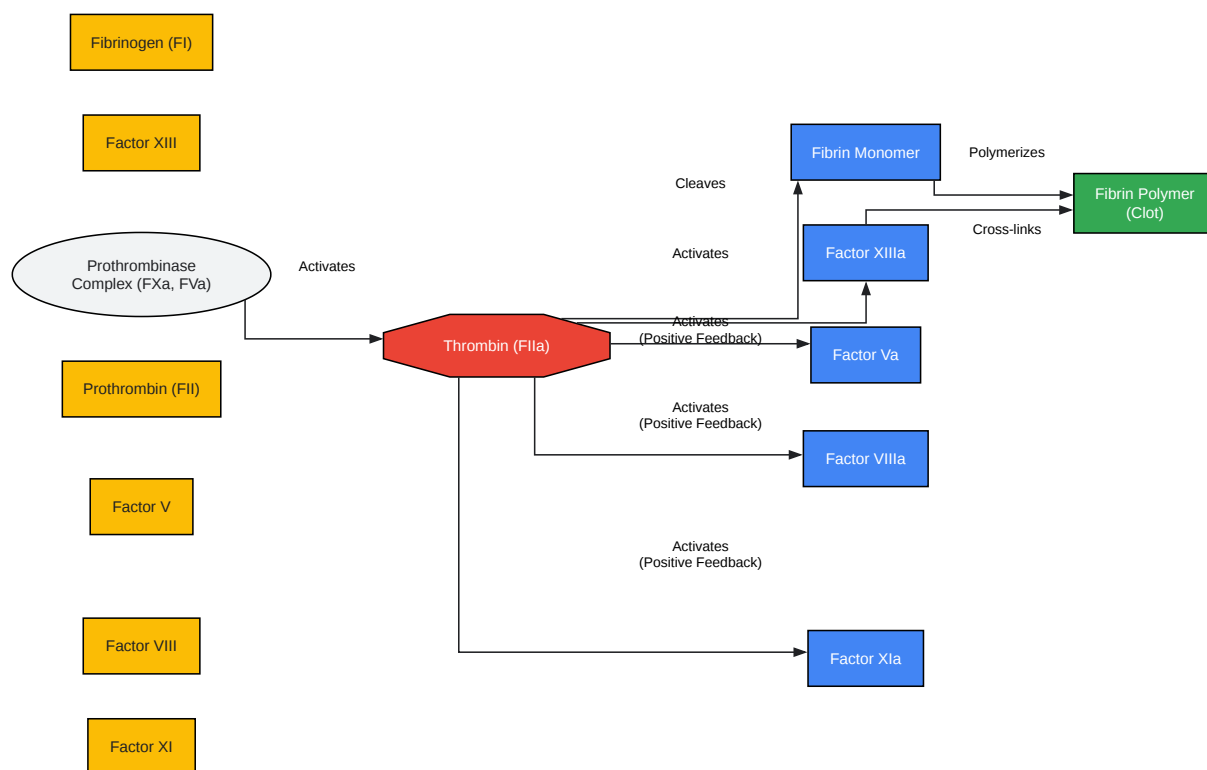 Fibrinogen (FI)
Factor XIII
Prothrombinase
Complex (FXa, FVa)
Prothrombin (FII)
Factor V
Factor VIII
Factor XI
Activates
Thrombin (FIIa)
Cleaves
Activates
Activates
(Positive Feedback)
Activates
(Positive Feedback)
Activates
(Positive Feedback)
Fibrin Monomer
Factor XIIIa
Factor Va
Factor VIIIa
Factor XIa
Polymerizes
Cross-links
Fibrin Polymer
(Clot)